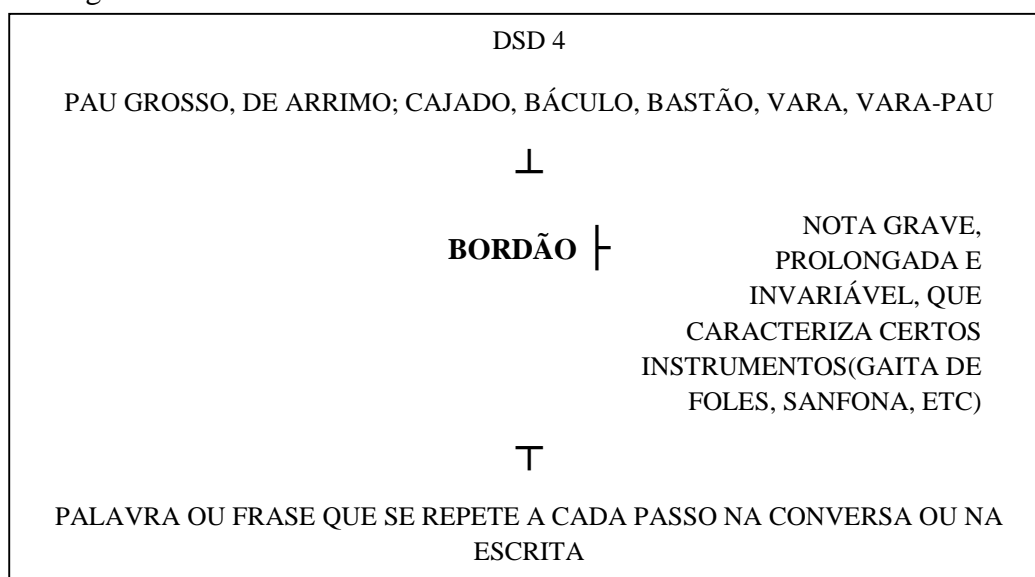 DSD 4
PAU GROSSO, DE ARRIMO; CAJADO, BÁCULO, BASTÃO, VARA, VARA-PAU
┴
BORDÃO ├
NOTA GRAVE,
PROLONGADA E
INVARIÁVEL, QUE
CARACTERIZA CERTOS
INSTRUMENTOS(GAITA DE
FOLES, SANFONA, ETC)
┬
PALAVRA OU FRASE QUE SE REPETE A CADA PASSO NA CONVERSA OU NA
ESCRITA